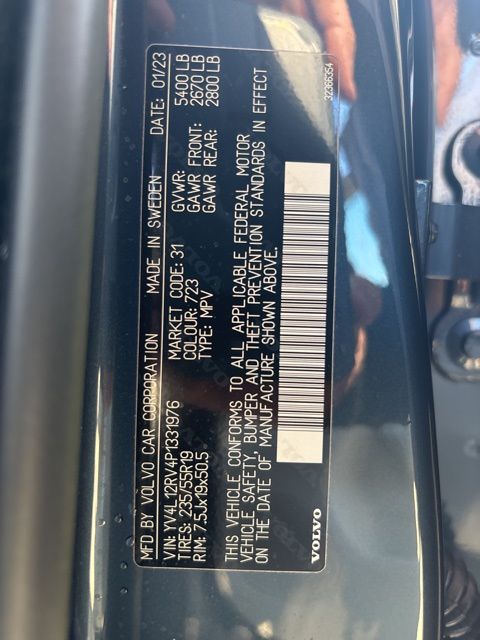 MFD.BY VOLVO CAR CORPORATION MADE IN SWEDEN DATE: 01/23
VIN: YV4L12RV4P1331976 MARKET CODE: 31 GVWR: 5400 LB
TIRES: 235/55R19 COLOUR: 723 GAWR FRONT: 2670 LB
RIM: 7.5Jx19x50.5 TYPE: MPV GAWR REAR: 2800 LB
THIS VEHICLE CONFORMS TO ALL APPLICABLE FEDERAL MOTOR
VEHICLE SAFETY, BUMPER AND THEFT PREVENTION STANDARDS IN EFFECT
ON THE DATE OF MANUFACTURE SHOWN ABOVE.
VOLVO 32366354